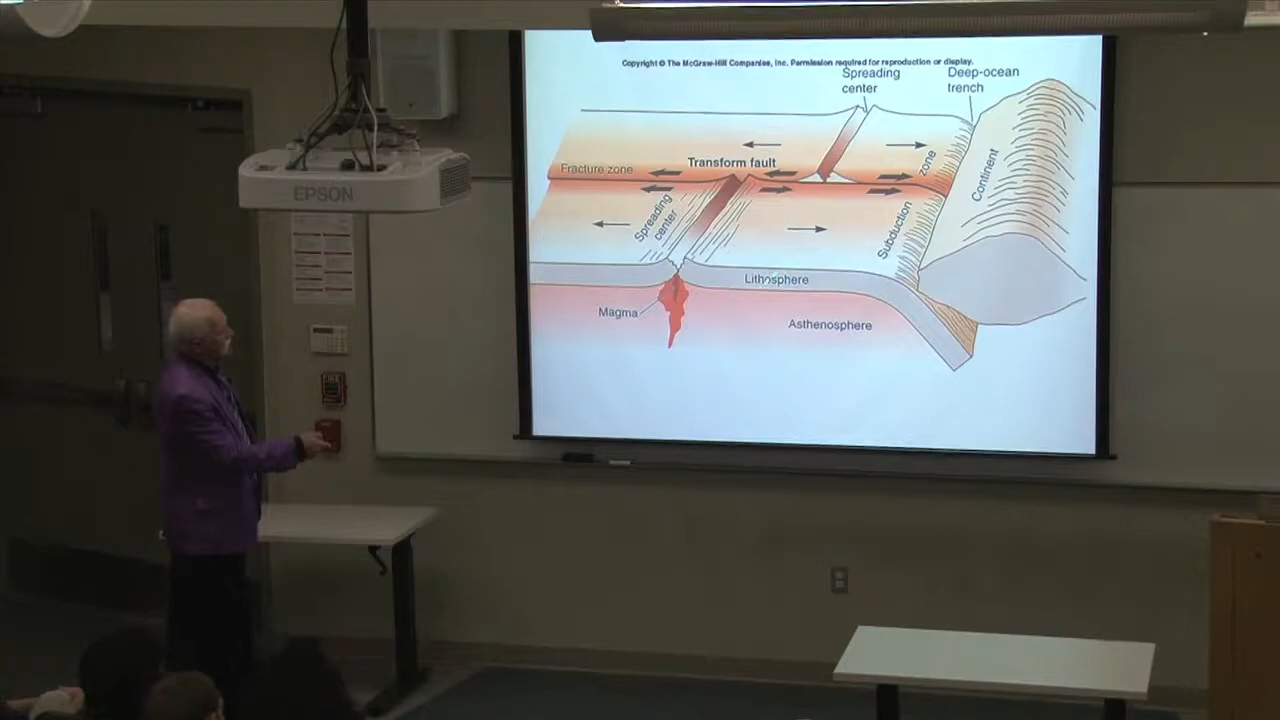 Copyright © The McGraw-Hill Companies, Inc. Permission required for reproduction or display.
Spreading
center
Deep-ocean
trench
Transform fault
Fracture zone
Spreading
center
Subduction
zone
Continent
Lithosphere
Magma
Asthenosphere
EPSON
FIRE